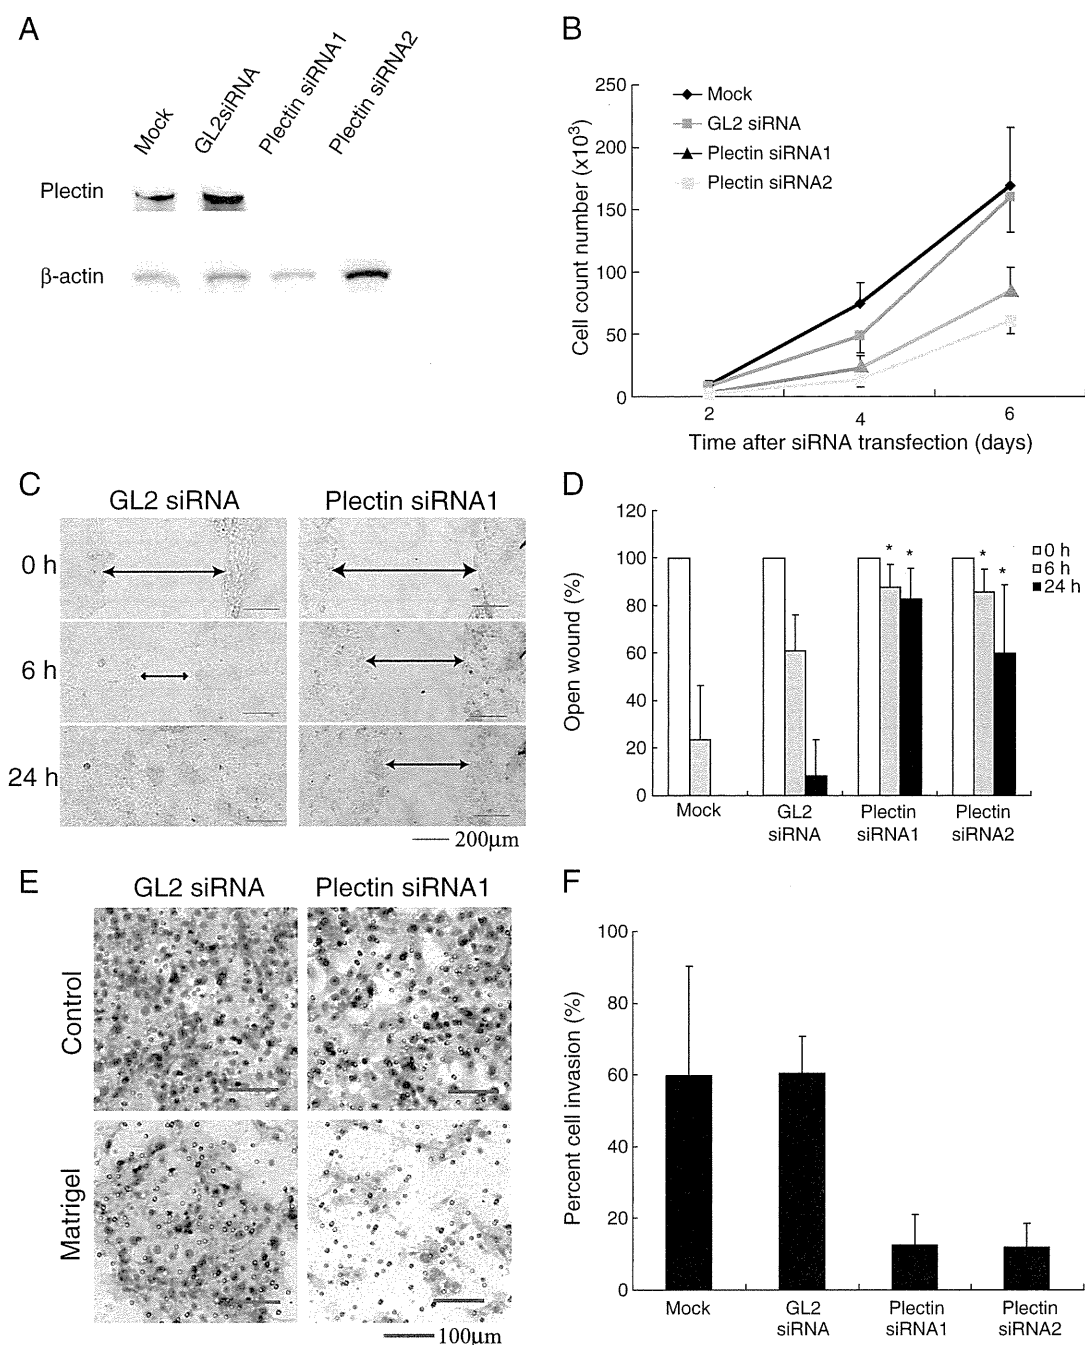 A
Mock
GL2siRNA
Plectin siRNA1
Plectin siRNA2
Plectin
β-actin
B
250
200
150
100
50
0
Cell count number (x10³)
Mock
GL2 siRNA
Plectin siRNA1
Plectin siRNA2
2 4 6
Time after siRNA transfection (days)
C
GL2 siRNA Plectin siRNA1
0 h
6 h
24 h
200µm
D
120
100
80
60
40
20
0
Open wound (%)
* * * *
0 h
6 h
24 h
Mock GL2 siRNA Plectin siRNA1 Plectin siRNA2
E
GL2 siRNA Plectin siRNA1
Control
Matrigel
100µm
F
100
80
60
40
20
0
Percent cell invasion (%)
Mock GL2 siRNA Plectin siRNA1 Plectin siRNA2